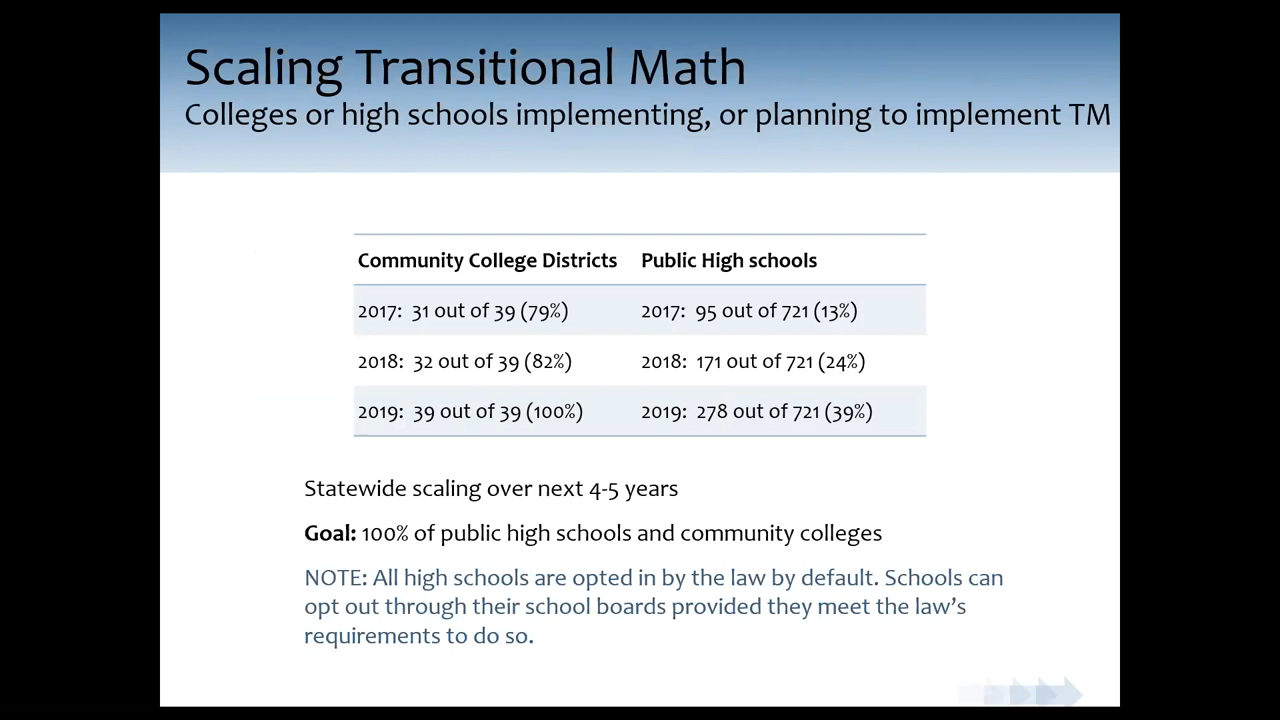 Scaling Transitional Math
Colleges or high schools implementing, or planning to implement TM
Community College Districts Public High schools
2017: 31 out of 39 (79%) 2017: 95 out of 721 (13%)
2018: 32 out of 39 (82%) 2018: 171 out of 721 (24%)
2019: 39 out of 39 (100%) 2019: 278 out of 721 (39%)
Statewide scaling over next 4-5 years
Goal: 100% of public high schools and community colleges
NOTE: All high schools are opted in by the law by default. Schools can
opt out through their school boards provided they meet the law’s
requirements to do so.